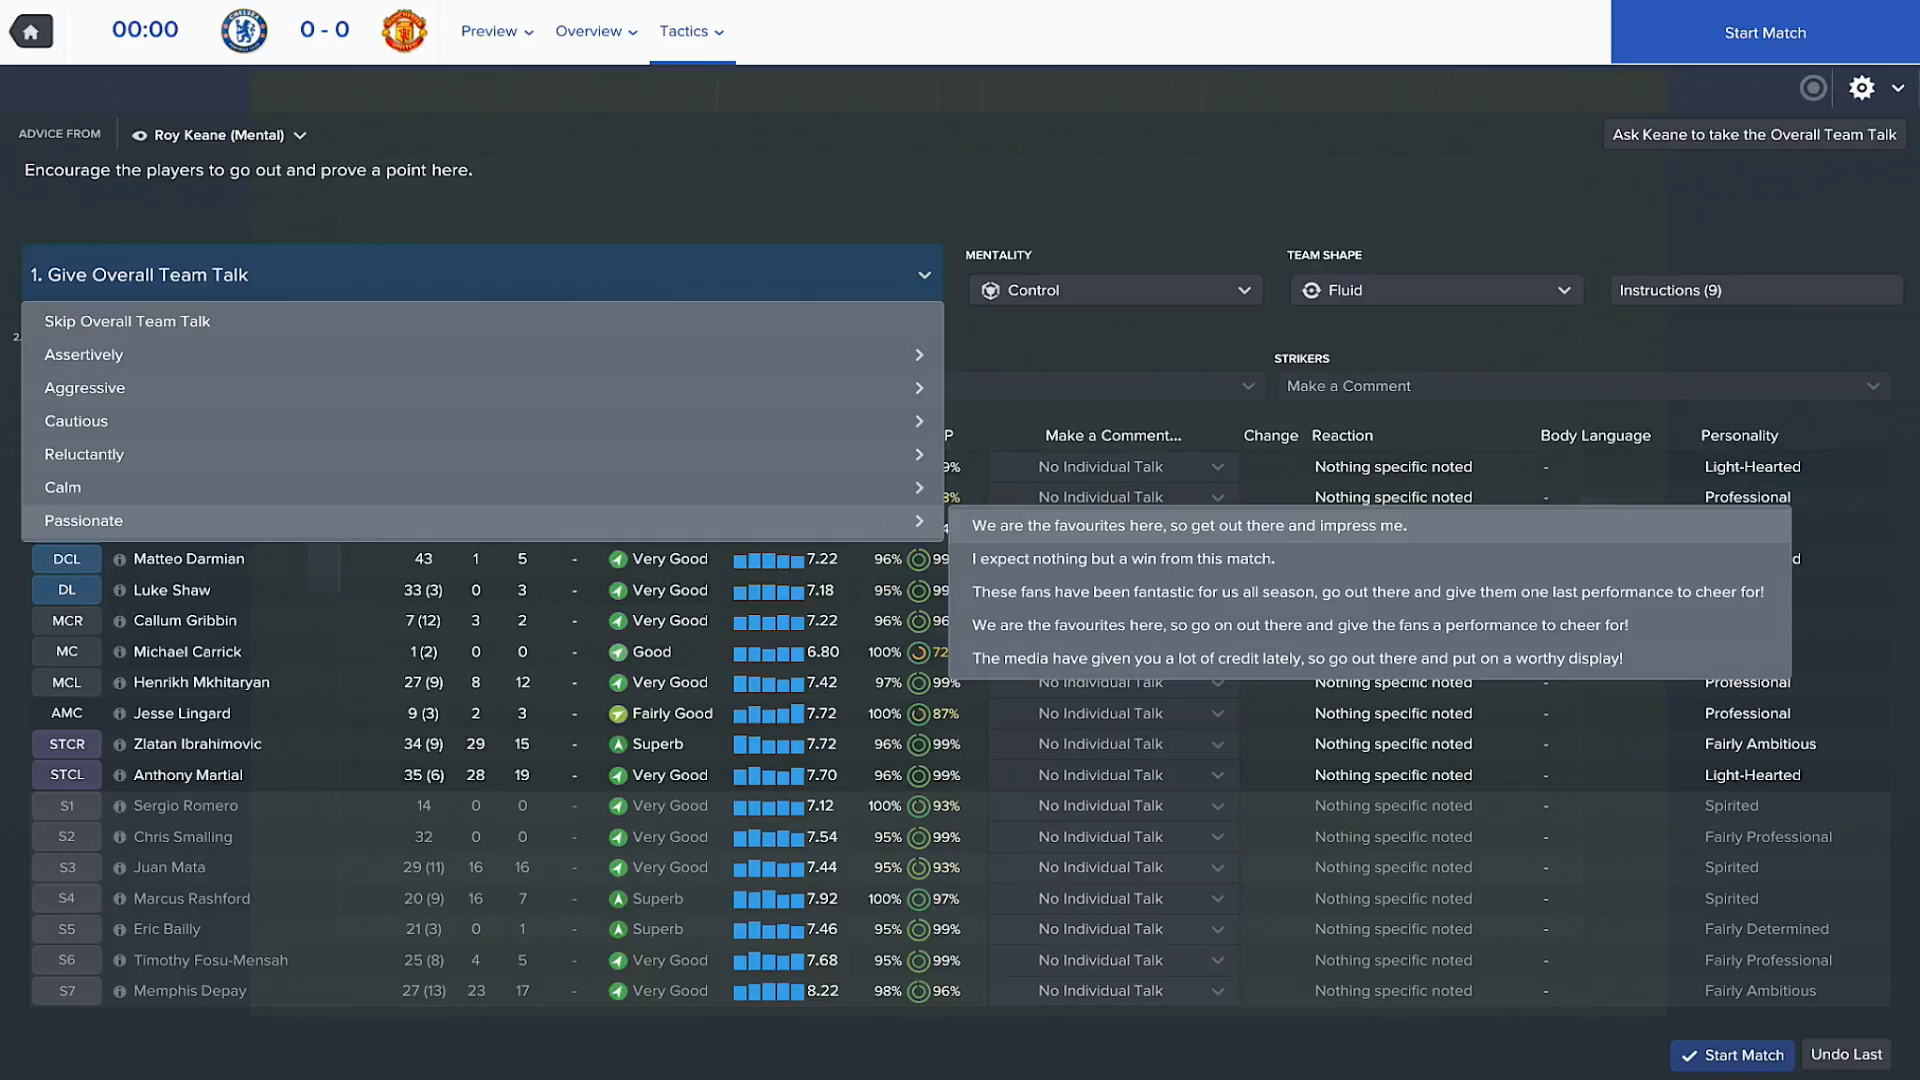 00:00 0 - 0 Preview Overview Tactics Start Match
ADVICE FROM Roy Keane (Mental) Ask Keane to take the Overall Team Talk
Encourage the players to go out and prove a point here.
1. Give Overall Team Talk
MENTALITY TEAM SHAPE
Control Fluid Instructions (9)
Skip Overall Team Talk
2.
Assertively
STRIKERS
Aggressive Make a Comment
Cautious
P Make a Comment... Change Reaction Body Language Personality
Reluctantly
9% No Individual Talk Nothing specific noted - Light-Hearted
Calm
8% No Individual Talk Nothing specific noted - Professional
Passionate
We are the favourites here, so get out there and impress me.
I expect nothing but a win from this match.
These fans have been fantastic for us all season, go out there and give them one last performance to cheer for!
We are the favourites here, so go on out there and give the fans a performance to cheer for!
The media have given you a lot of credit lately, so go out there and put on a worthy display!
DCL Matteo Darmian 43 1 5 - Very Good 7.22 96% 99
DL Luke Shaw 33 (3) 0 3 - Very Good 7.18 95% 99
MCR Callum Gribbin 7 (12) 3 2 - Very Good 7.22 96% 96
MC Michael Carrick 1 (2) 0 0 - Good 6.80 100% 72
MCL Henrikh Mkhitaryan 27 (9) 8 12 - Very Good 7.42 97% 99% No Individual Talk Nothing specific noted - Professional
AMC Jesse Lingard 9 (3) 2 3 - Fairly Good 7.72 100% 87% No Individual Talk Nothing specific noted - Professional
STCR Zlatan Ibrahimovic 34 (9) 29 15 - Superb 7.72 96% 99% No Individual Talk Nothing specific noted - Fairly Ambitious
STCL Anthony Martial 35 (6) 28 19 - Very Good 7.70 96% 99% No Individual Talk Nothing specific noted - Light-Hearted
S1 Sergio Romero 14 0 0 - Very Good 7.12 100% 93% No Individual Talk Nothing specific noted - Spirited
S2 Chris Smalling 32 0 0 - Very Good 7.54 95% 99% No Individual Talk Nothing specific noted - Fairly Professional
S3 Juan Mata 29 (11) 16 16 - Very Good 7.44 95% 93% No Individual Talk Nothing specific noted - Spirited
S4 Marcus Rashford 20 (9) 16 7 - Superb 7.92 100% 97% No Individual Talk Nothing specific noted - Spirited
S5 Eric Bailly 21 (3) 0 1 - Superb 7.46 95% 99% No Individual Talk Nothing specific noted - Fairly Determined
S6 Timothy Fosu-Mensah 25 (8) 4 5 - Very Good 7.68 95% 99% No Individual Talk Nothing specific noted - Fairly Professional
S7 Memphis Depay 27 (13) 23 17 - Very Good 8.22 98% 96% No Individual Talk Nothing specific noted - Fairly Ambitious
Start Match Undo Last